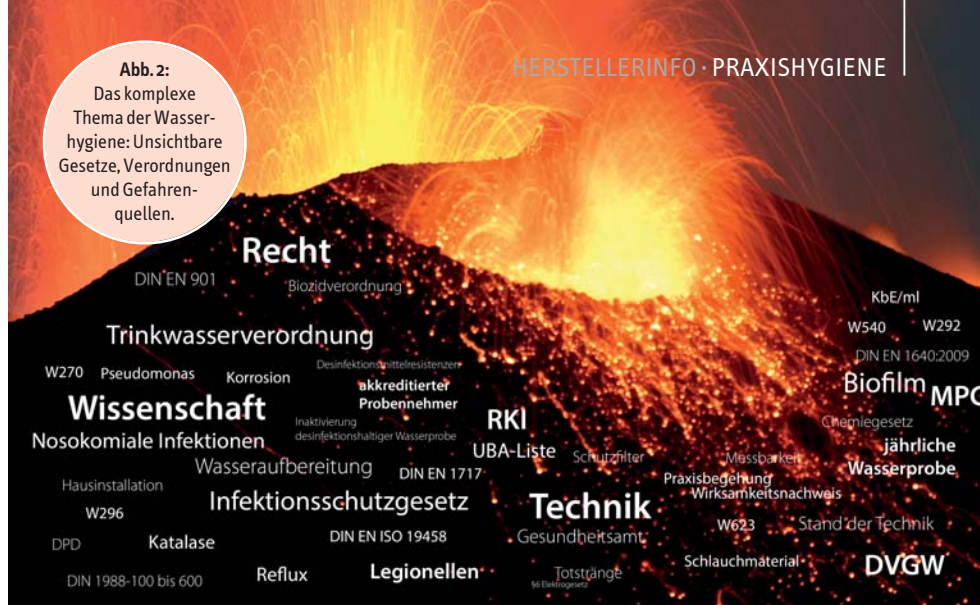 HERSTELLERINFO · PRAXISHYGIENE
Abb. 2:
Das komplexe
Thema der Wasser-
hygiene: Unsichtbare
Gesetze, Verordnungen
und Gefahren-
quellen.
Recht
DIN EN 901
Biozidverordnung
KbE/ml
W540 W292
Trinkwasserverordnung
DIN EN 1640:2009
Desinfektionsmittelresistenzen
W270 Pseudomonas Korrosion
akkreditierter
Probennehmer
Biofilm MPG
Wissenschaft
RKI
Inaktivierung
desinfektionshaltiger Wasserprobe
Chemiegesetz
Nosokomiale Infektionen
UBA-Liste
jährliche
Wasserprobe
Schutzfilter
Messbarkeit
Wasseraufbereitung
DIN EN 1717
Praxisbegehung
Wirksamkeitsnachweis
Hausinstallation
Infektionsschutzgesetz
Technik
W296
W623 Stand der Technik
DIN EN ISO 19458
Gesundheitsamt
DPD Katalase
Schlauchmaterial
DVGW
DIN 1988-100 bis 600
Reflux
Legionellen
Totstränge
§6 Elektrogesetz